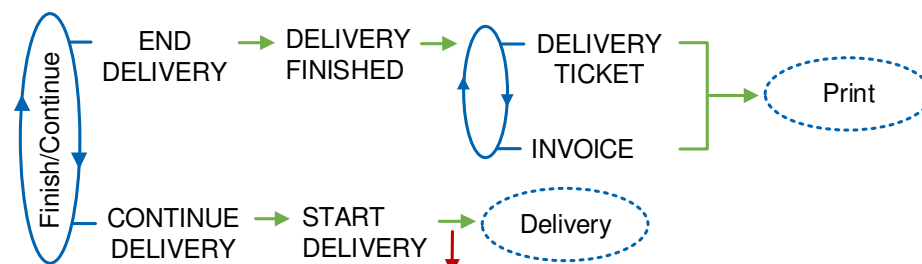 Finish/Continue
END
DELIVERY
DELIVERY
FINISHED
DELIVERY
TICKET
INVOICE
Print
CONTINUE
DELIVERY
START
DELIVERY
Delivery